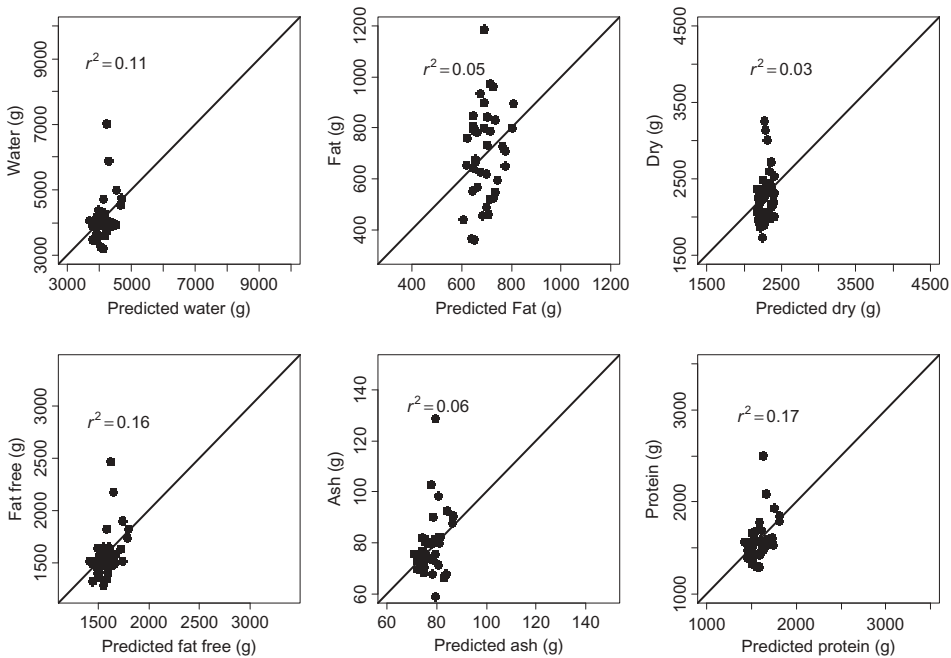 r²=0.11
Water (g)
9000
7000
5000
3000
3000 5000 7000 9000
Predicted water (g)
r²=0.05
Fat (g)
1200
1000
800
600
400
400 600 800 1000 1200
Predicted Fat (g)
r²=0.03
Dry (g)
4500
3500
2500
1500
1500 2500 3500 4500
Predicted dry (g)
r²=0.16
Fat free (g)
3000
2500
2000
1500
1500 2000 2500 3000
Predicted fat free (g)
r²=0.06
Ash (g)
140
120
100
80
60
60 80 100 120 140
Predicted ash (g)
r²=0.17
Protein (g)
3000
2000
1000
1000 2000 3000
Predicted protein (g)